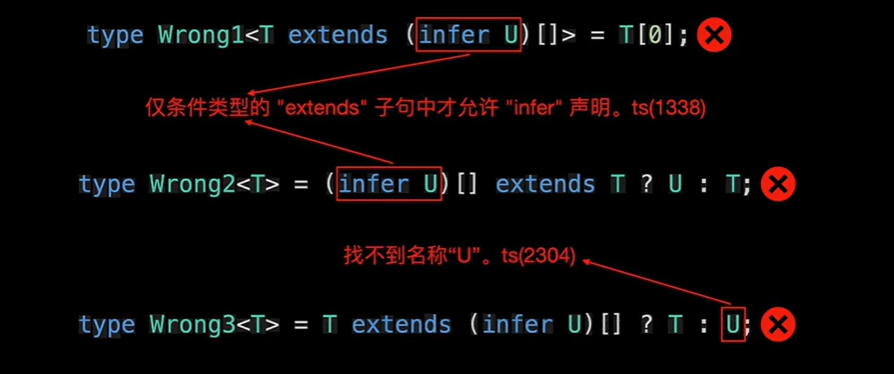 type Wrong1<T extends (infer U)[]> = T[0];
仅条件类型的 "extends" 子句中才允许 "infer" 声明。ts(1338)
type Wrong2<T> = (infer U)[] extends T ? U : T;
找不到名称“U”。ts(2304)
type Wrong3<T> = T extends (infer U)[] ? T : U;